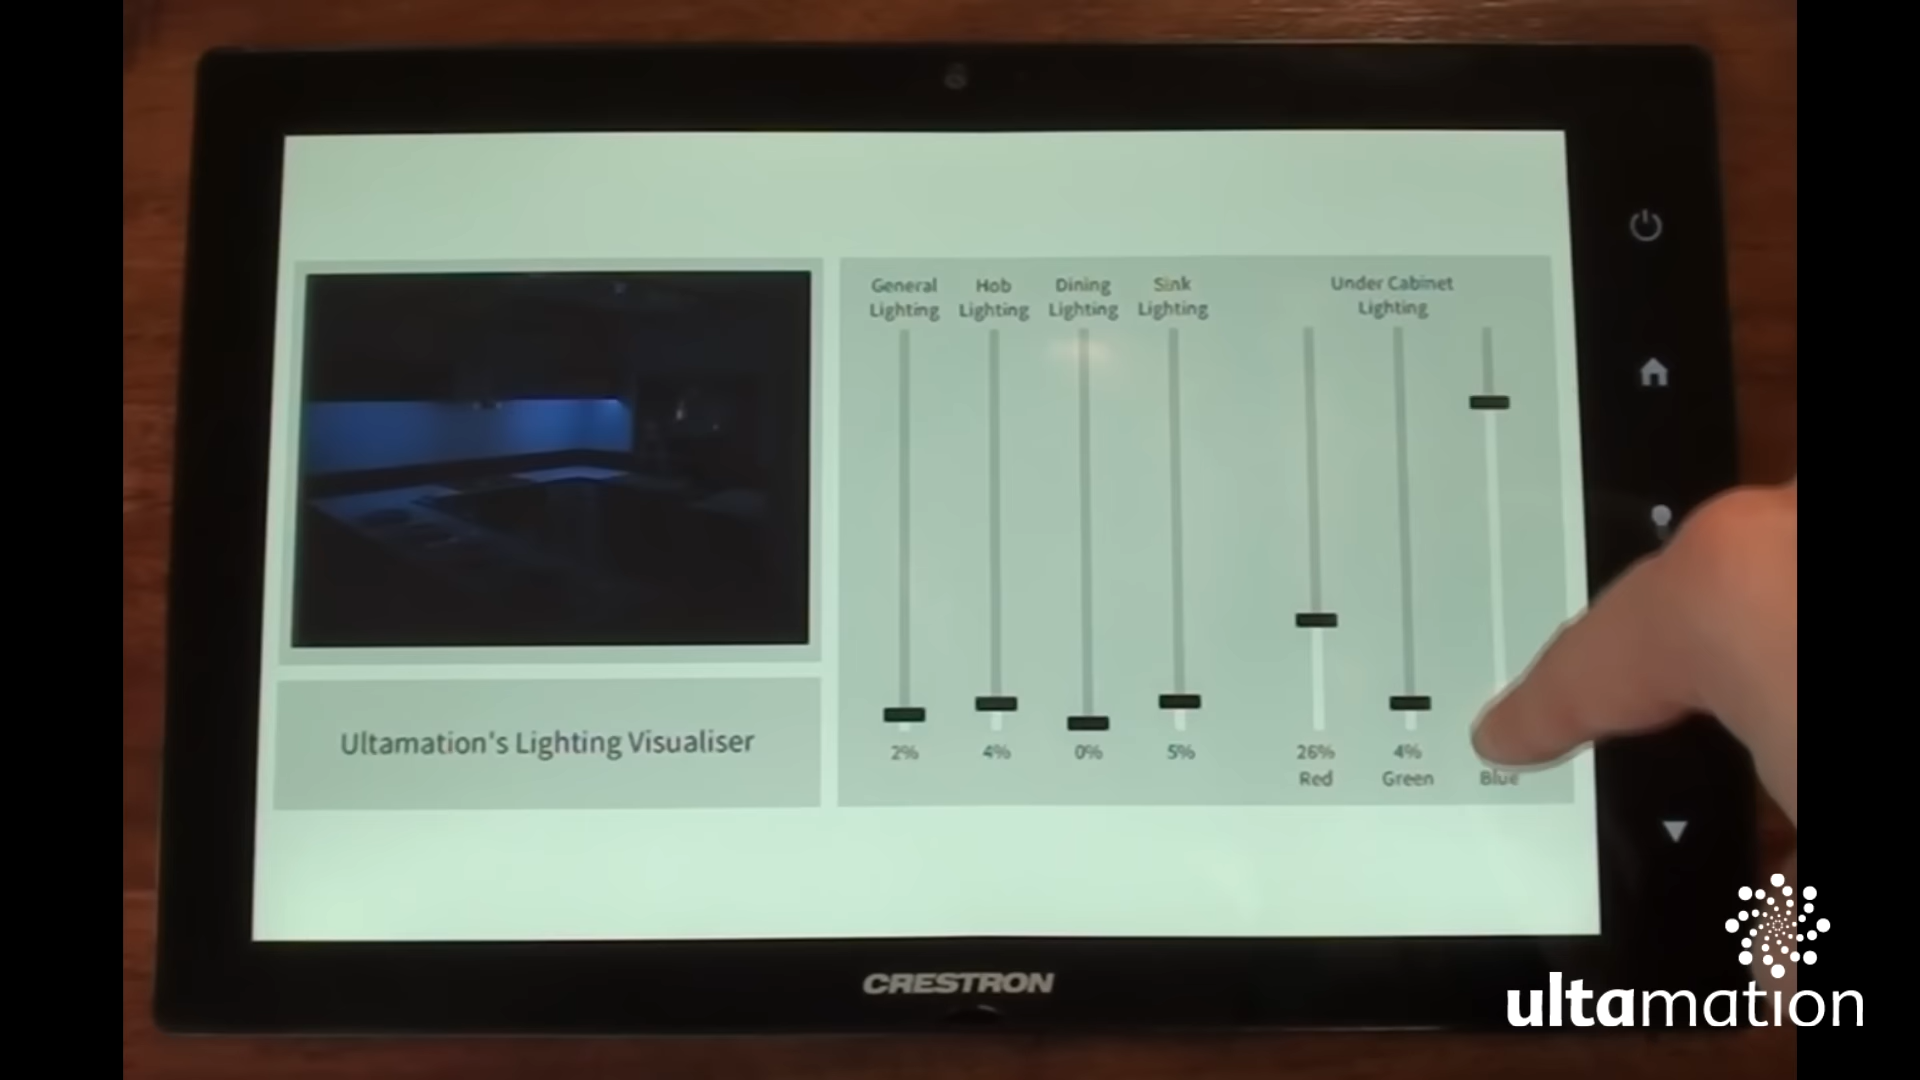 General
Lighting
Hob
Lighting
Dining
Lighting
Sink
Lighting
Under Cabinet
Lighting
2%
4%
0%
5%
26%
Red
4%
Green
Blue
Ultamation's Lighting Visualiser
CRESTRON
ultamation